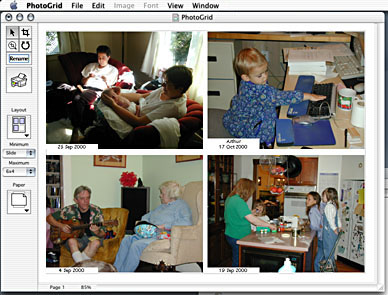 PhotoGrid File Edit Image Font View Window
PhotoGrid
Rename
Layout
Minimum
Slide
Maximum
6x4
Paper
23 Sep 2000
Arthur
17 Oct 2000
4 Sep 2000
19 Sep 2000
Page 1 85%